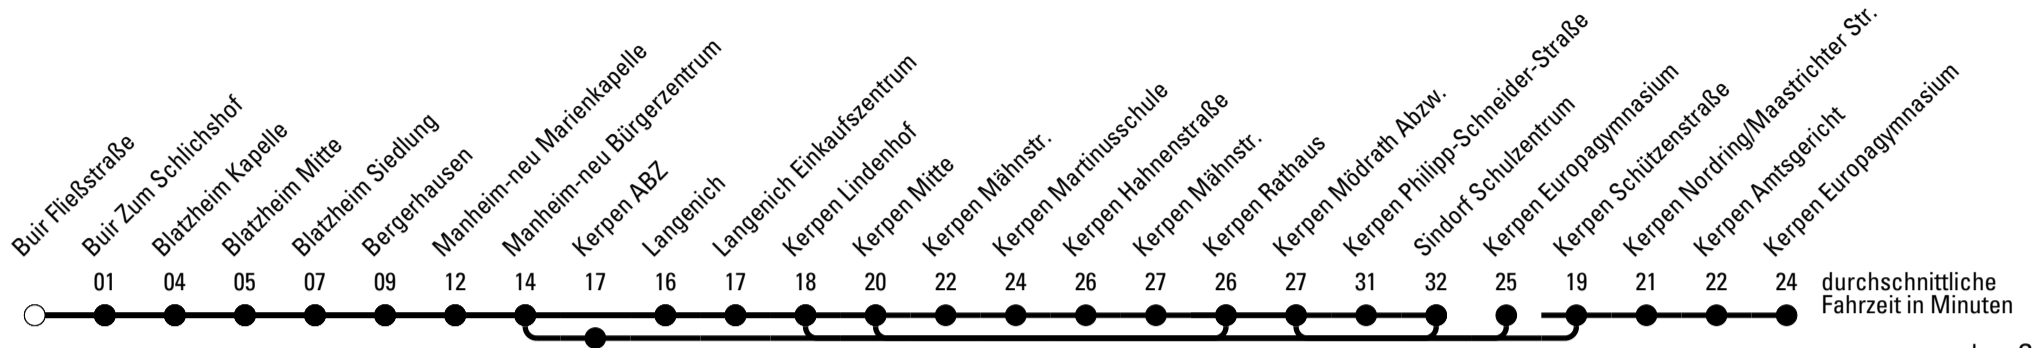 Buir Fließstraße
Buir Zum Schlichshof
Blatzheim Kapelle
Blatzheim Mitte
Blatzheim Siedlung
Bergerhausen
Manheim-neu Marienkapelle
Manheim-neu Bürgerzentrum
Kerpen ABZ
Langenich
Langenich Einkaufszentrum
Kerpen Lindenhof
Kerpen Mitte
Kerpen Mähnstr.
Kerpen Martinusschule
Kerpen Hahnenstraße
Kerpen Mähnstr.
Kerpen Rathaus
Kerpen Mödrath Abzw.
Kerpen Philipp-Schneider-Straße
Sindorf Schulzentrum
Kerpen Europagymnasium
Kerpen Schützenstraße
Kerpen Nordring/Maastrichter Str.
Kerpen Amtsgericht
Kerpen Europagymnasium
01 04 05 07 09 12 14 17 16 17 18 20 22 24 26 27 26 27 31 32 25 19 21 22 24 durchschnittliche
Fahrzeit in Minuten